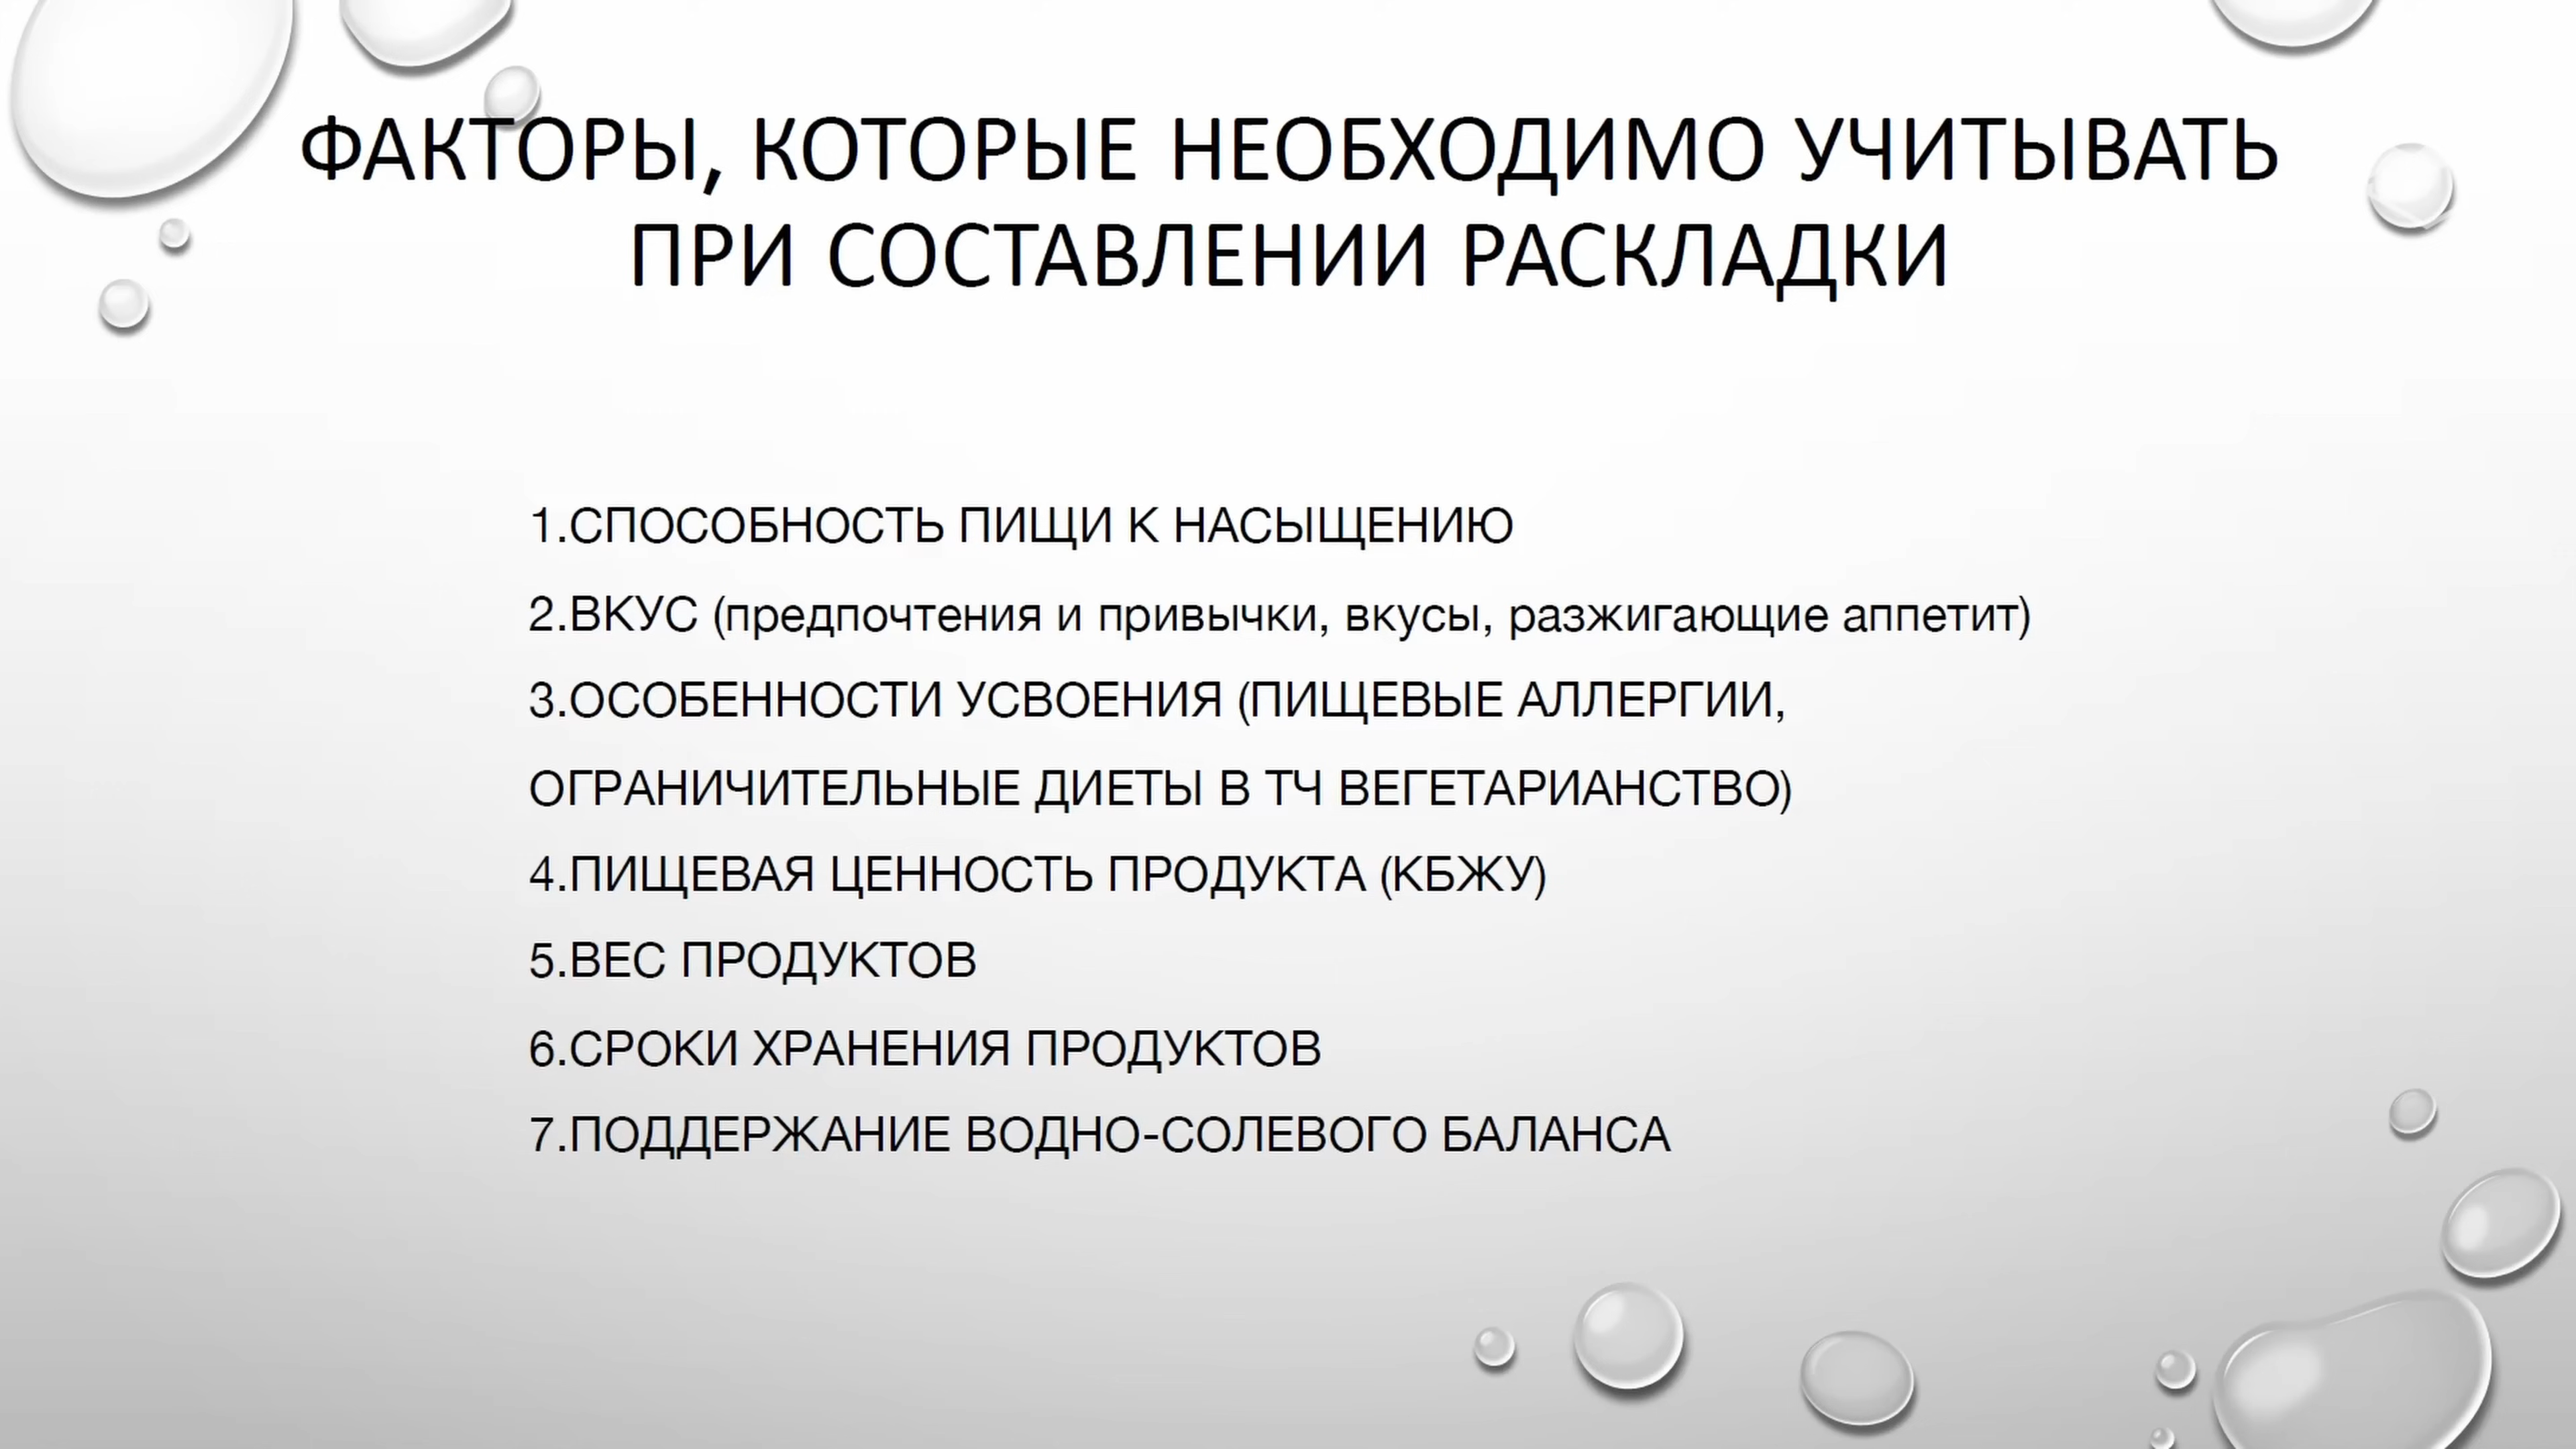 ФАКТОРЫ, КОТОРЫЕ НЕОБХОДИМО УЧИТЫВАТЬ
ПРИ СОСТАВЛЕНИИ РАСКЛАДКИ
1.СПОСОБНОСТЬ ПИЩИ К НАСЫЩЕНИЮ
2.ВКУС (предпочтения и привычки, вкусы, разжигающие аппетит)
3.ОСОБЕННОСТИ УСВОЕНИЯ (ПИЩЕВЫЕ АЛЛЕРГИИ,
ОГРАНИЧИТЕЛЬНЫЕ ДИЕТЫ В ТЧ ВЕГЕТАРИАНСТВО)
4.ПИЩЕВАЯ ЦЕННОСТЬ ПРОДУКТА (КБЖУ)
5.ВЕС ПРОДУКТОВ
6.СРОКИ ХРАНЕНИЯ ПРОДУКТОВ
7.ПОДДЕРЖАНИЕ ВОДНО-СОЛЕВОГО БАЛАНСА